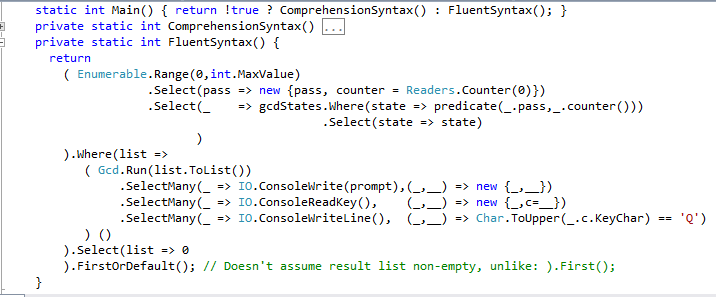 static int Main() { return !true ? ComprehensionSyntax() : FluentSyntax(); }
private static int ComprehensionSyntax() ...
private static int FluentSyntax() {
return
( Enumerable.Range(0,int.MaxValue)
.Select(pass => new {pass, counter = Readers.Counter(0)})
.Select(_ => gcdStates.Where(state => predicate(_.pass,_.counter()))
.Select(state => state)
)
).Where(list =>
( Gcd.Run(list.ToList())
.SelectMany(_ => IO.ConsoleWrite(prompt),(_,__) => new {_,__})
.SelectMany(_ => IO.ConsoleReadKey(), (_,__) => new {_,c=__})
.SelectMany(_ => IO.ConsoleWriteLine(), (_,__) => Char.ToUpper(_.c.KeyChar) == 'Q')
) ()
).Select(list => 0
).FirstOrDefault(); // Doesn't assume result list non-empty, unlike: ).First();
}